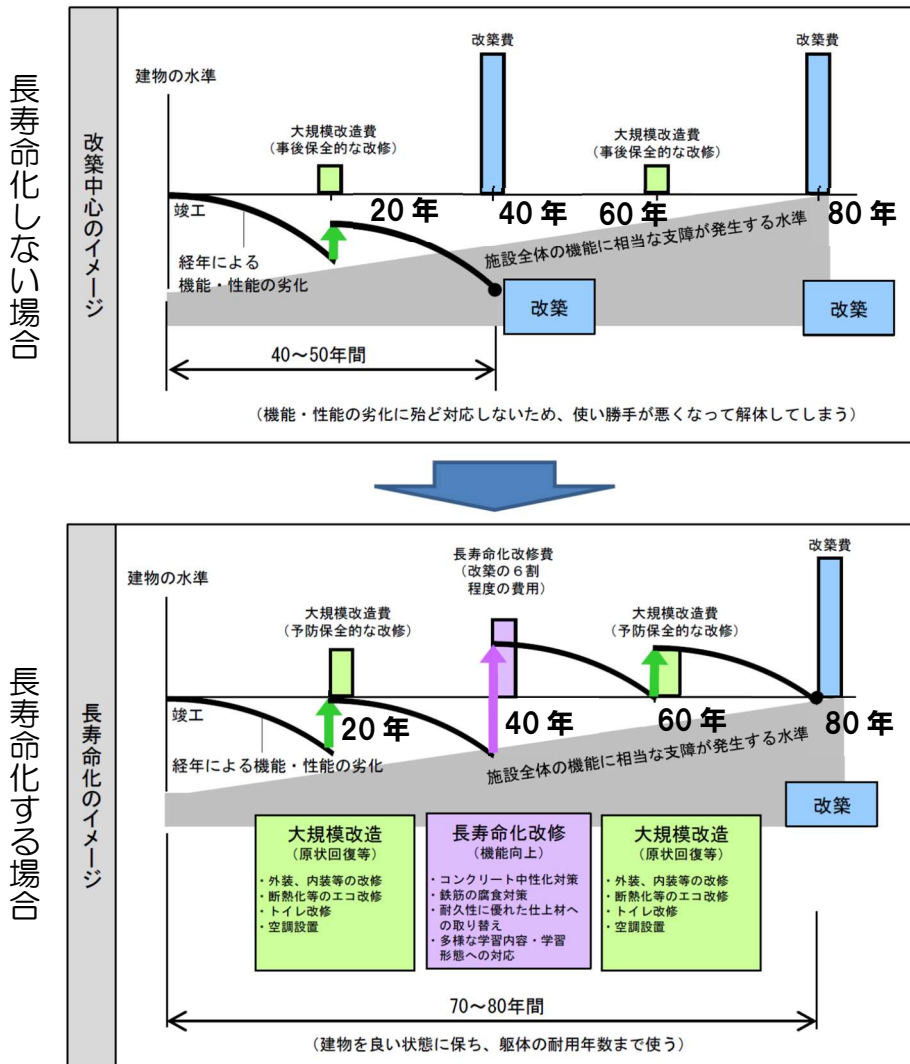 長寿命化しない場合
改築中心のイメージ
建物の水準
大規模改造費
(事後保全的な改修)
改築費
大規模改造費
(事後保全的な改修)
改築費
竣工
20年
40年
60年
80年
経年による
機能・性能の劣化
施設全体の機能に相当な支障が発生する水準
改築
改築
40～50年間
(機能・性能の劣化に殆ど対応しないため、使い勝手が悪くなって解体してしまう)
長寿命化する場合
長寿命化のイメージ
建物の水準
大規模改造費
(予防保全的な改修)
長寿命化改修費
(改築の６割
程度の費用)
大規模改造費
(予防保全的な改修)
改築費
竣工
20年
40年
60年
80年
経年による機能・性能の劣化
施設全体の機能に相当な支障が発生する水準
改築
大規模改造
(原状回復等)
・外装、内装等の改修
・断熱化等のエコ改修
・トイレ改修
・空調設置
長寿命化改修
(機能向上)
・コンクリート中性化対策
・鉄筋の腐食対策
・耐久性に優れた仕上材へ
の取り替え
・多様な学習内容・学習
形態への対応
大規模改造
(原状回復等)
・外装、内装等の改修
・断熱化等のエコ改修
・トイレ改修
・空調設置
70～80年間
(建物を良い状態に保ち、躯体の耐用年数まで使う)